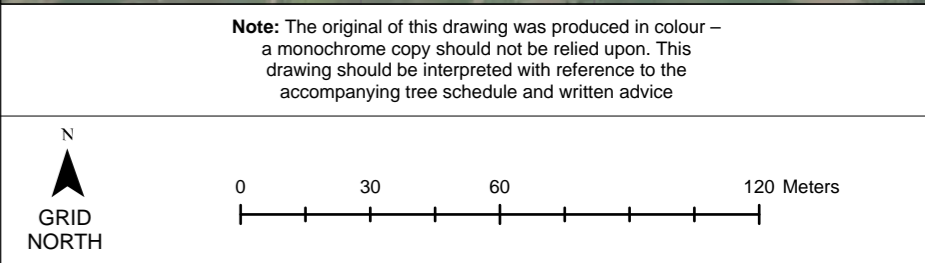 Note: The original of this drawing was produced in colour –
a monochrome copy should not be relied upon. This
drawing should be interpreted with reference to the
accompanying tree schedule and written advice
N
GRID
NORTH
0 30 60 120 Meters